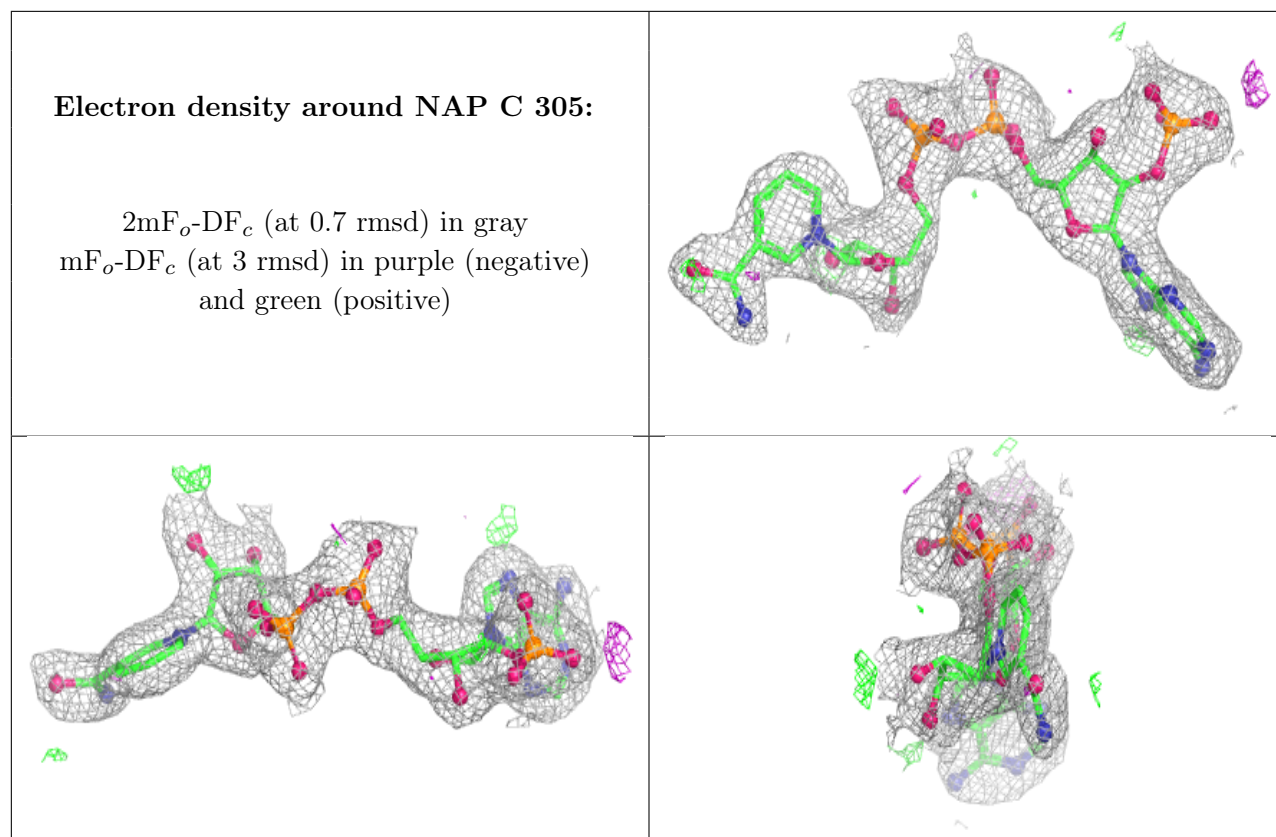 Electron density around NAP C 305:
2mFₒ-DF𝒸 (at 0.7 rmsd) in gray
mFₒ-DF𝒸 (at 3 rmsd) in purple (negative)
and green (positive)